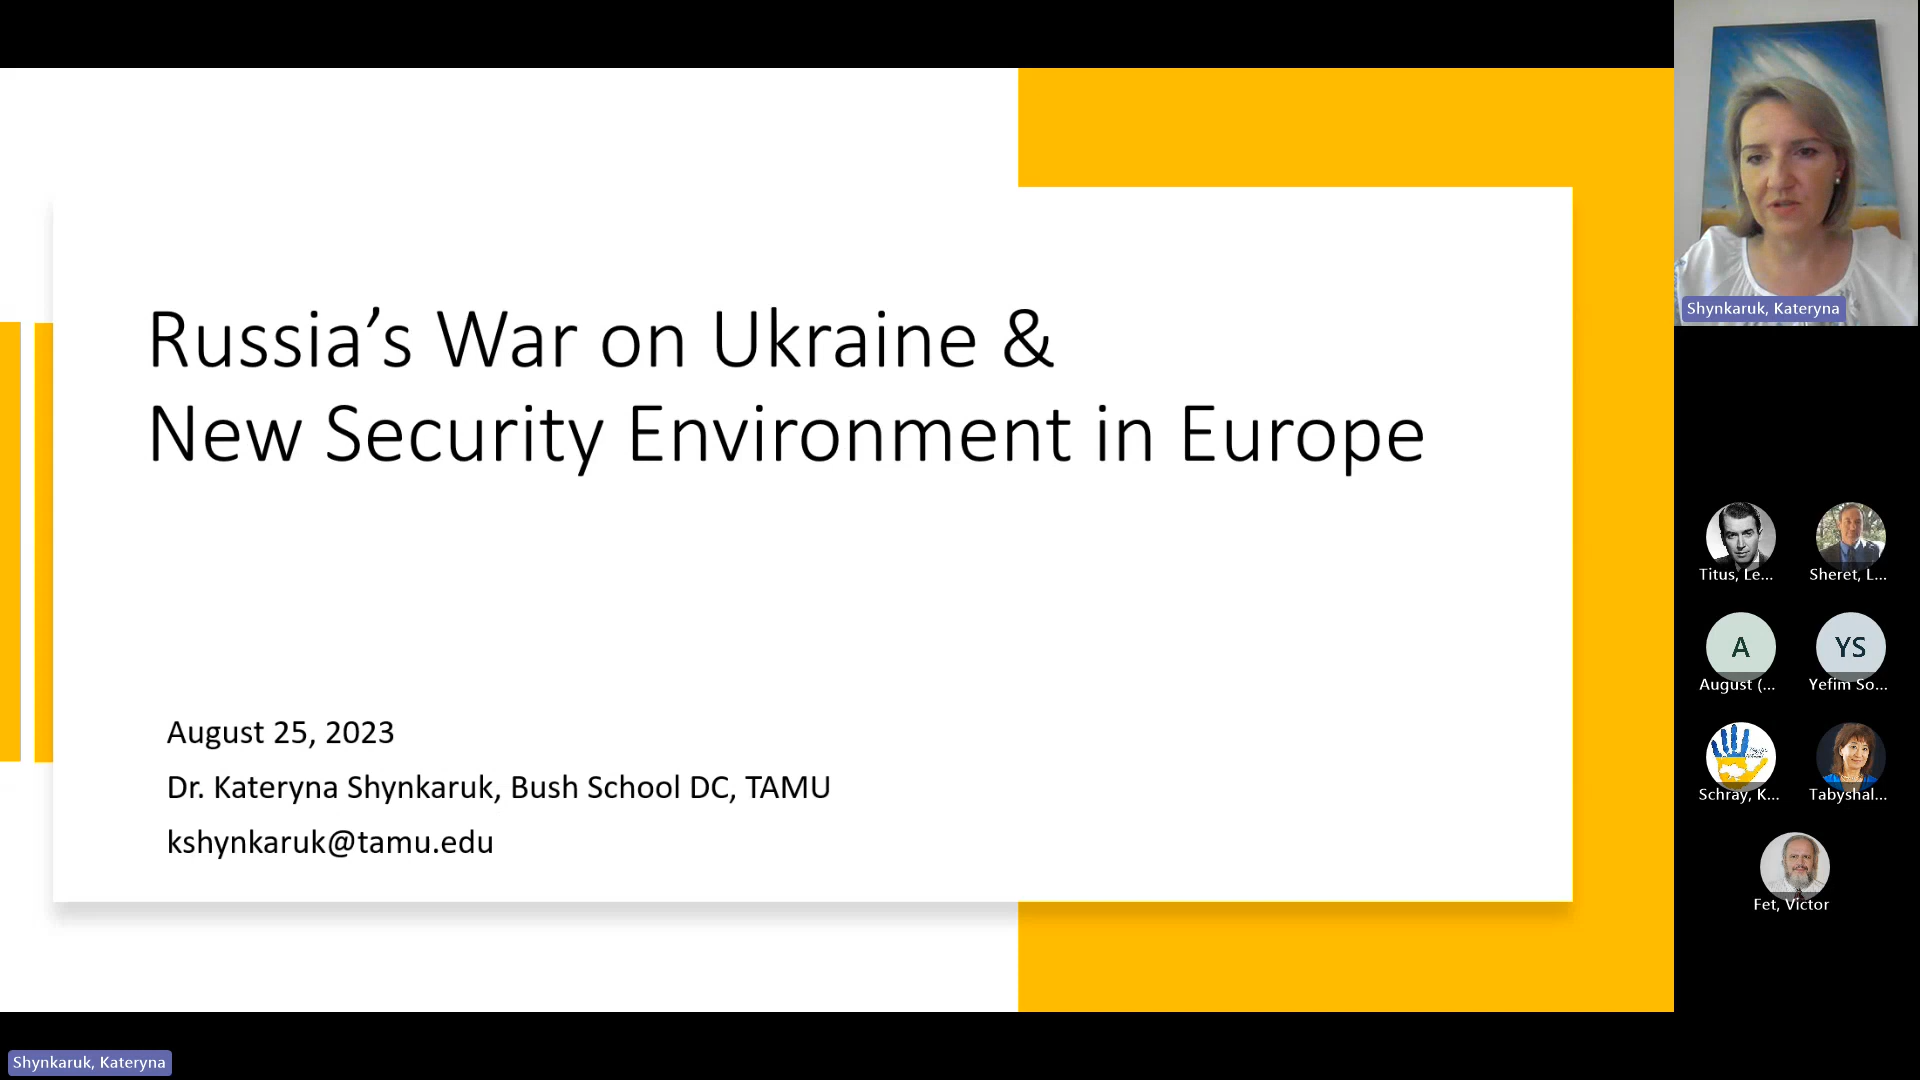 Russia’s War on Ukraine &
New Security Environment in Europe
August 25, 2023
Dr. Kateryna Shynkaruk, Bush School DC, TAMU
kshynkaruk@tamu.edu
Shynkaruk, Kateryna
Titus, Le...
Sheret, L...
A
August (...
YS
Yefim So...
Schray, K...
Tabyshal...
Fet, Victor
Shynkaruk, Kateryna